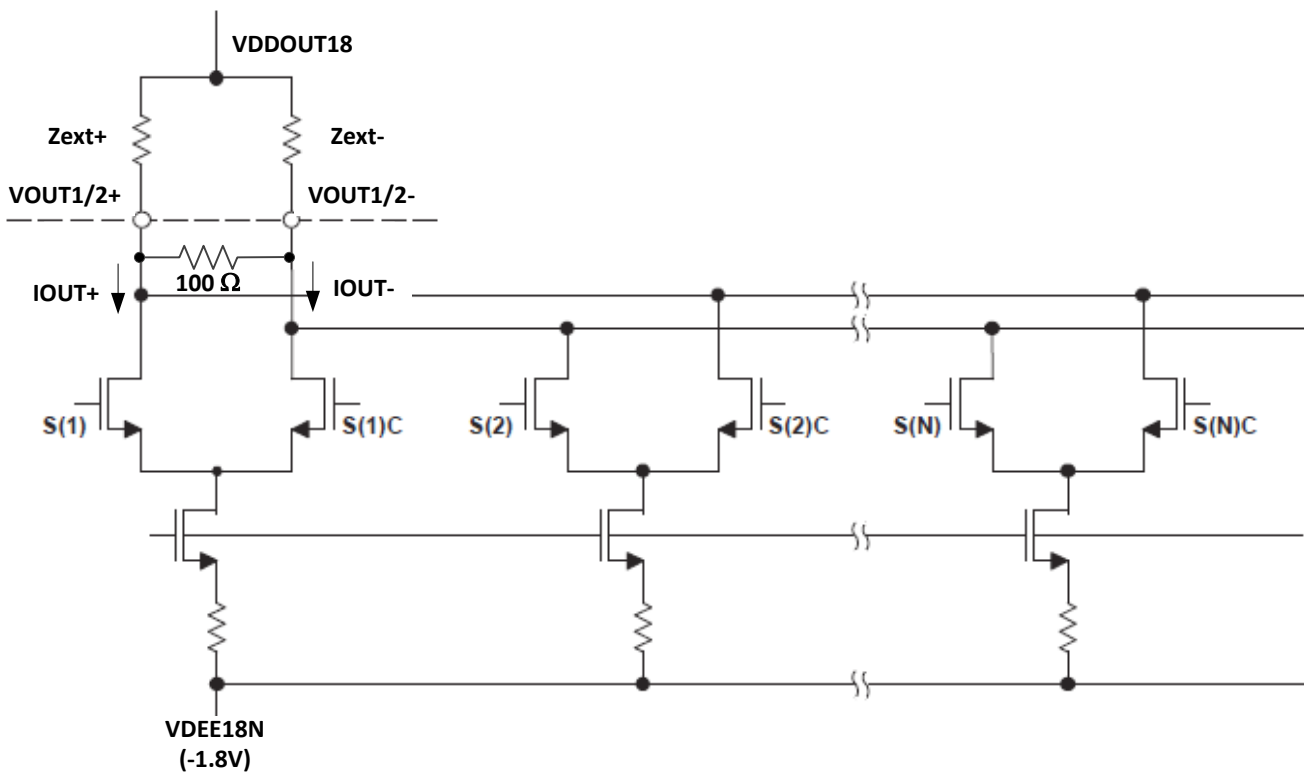 VDDOUT18
Zext+
Zext-
VOUT1/2+
VOUT1/2-
100 Ω
IOUT+
IOUT-
S(1)
S(1)C
S(2)
S(2)C
S(N)
S(N)C
VDEE18N
(-1.8V)